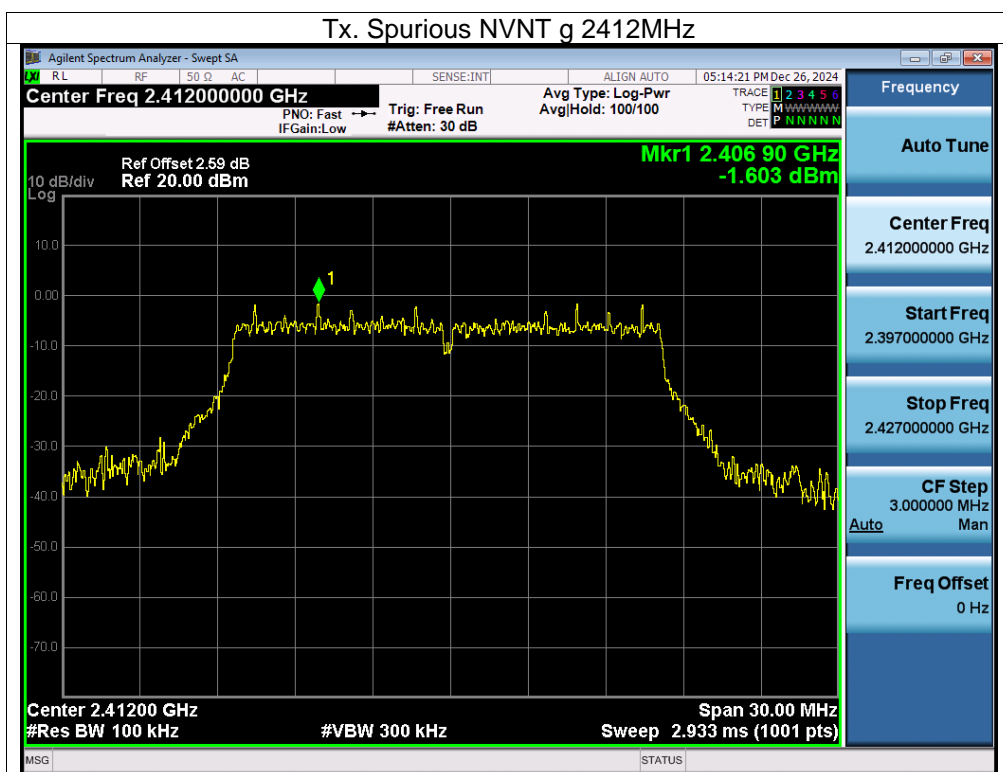 Tx. Spurious NVNT g 2412MHz
Agilent Spectrum Analyzer - Swept SA
LXI RL RF 50 Ω AC SENSE:INT ALIGN AUTO 05:14:21 PM Dec 26, 2024
Center Freq 2.412000000 GHz
PNO: Fast
IFGain:Low
Trig: Free Run
#Atten: 30 dB
Avg Type: Log-Pwr
Avg|Hold: 100/100
TRACE 1 2 3 4 5 6
TYPE M W W W W W
DET P N N N N N
Mkr1 2.406 90 GHz
-1.603 dBm
Ref Offset 2.59 dB
10 dB/div Ref 20.00 dBm
Log
10.0
0.00
-10.0
-20.0
-30.0
-40.0
-50.0
-60.0
-70.0
1
Center 2.41200 GHz Span 30.00 MHz
#Res BW 100 kHz #VBW 300 kHz Sweep 2.933 ms (1001 pts)
MSG STATUS
Frequency
Auto Tune
Center Freq
2.412000000 GHz
Start Freq
2.397000000 GHz
Stop Freq
2.427000000 GHz
CF Step
3.000000 MHz
Auto Man
Freq Offset
0 Hz